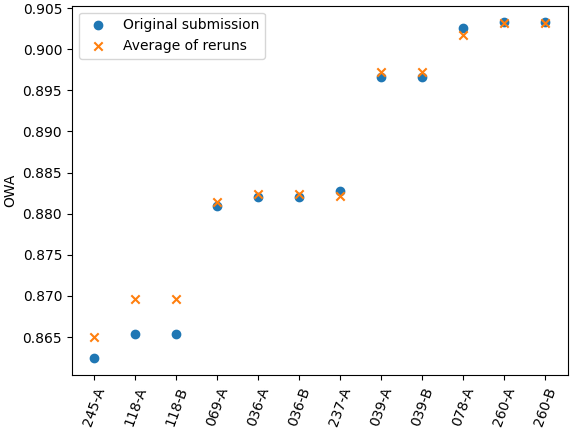 Original submission
Average of reruns
OWA
0.905
0.900
0.895
0.890
0.885
0.880
0.875
0.870
0.865
245-A
118-A
118-B
069-A
036-A
036-B
237-A
039-A
039-B
078-A
260-A
260-B